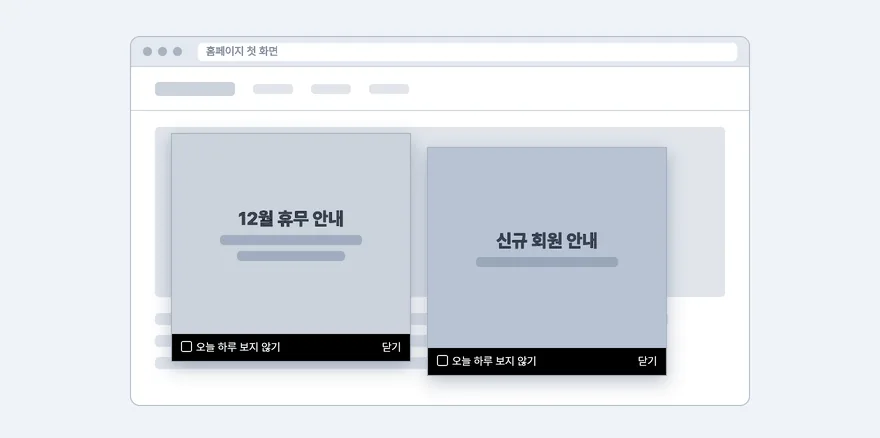 홈페이지 첫 화면
12월 휴무 안내
신규 회원 안내
오늘 하루 보지 않기 닫기
오늘 하루 보지 않기 닫기